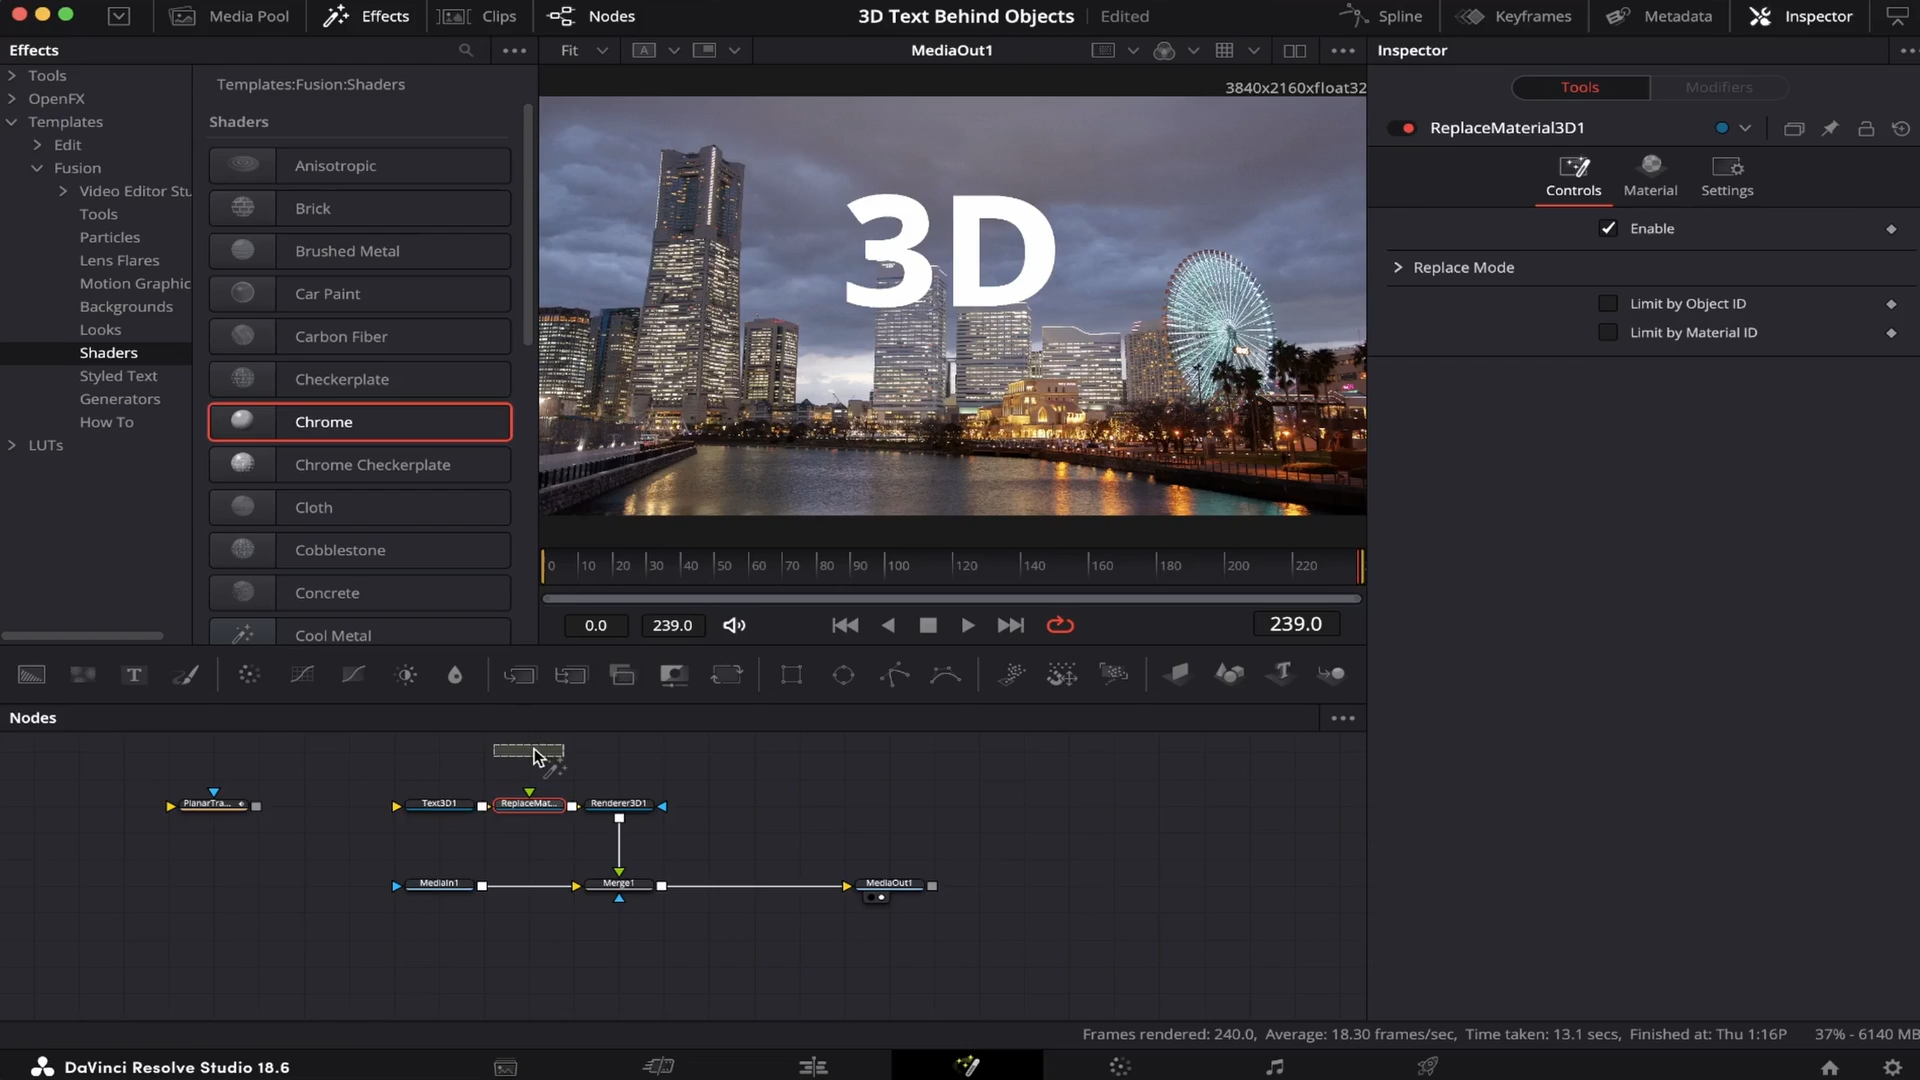 Media Pool
Effects
Clips
Nodes
3D Text Behind Objects
Edited
Spline
Keyframes
Metadata
Inspector
Effects
Fit
A
MediaOut1
Inspector
Tools
OpenFX
Templates
Edit
Fusion
Video Editor Stu
Tools
Particles
Lens Flares
Motion Graphic
Backgrounds
Looks
Shaders
Styled Text
Generators
How To
LUTs
Templates:Fusion:Shaders
Shaders
Anisotropic
Brick
Brushed Metal
Car Paint
Carbon Fiber
Checkerplate
Chrome
Chrome Checkerplate
Cloth
Cobblestone
Concrete
Cool Metal
3840x2160xfloat32
3D
0 10 20 30 40 50 60 70 80 90 100 120 140 160 180 200 220
0.0
239.0
239.0
Tools
Modifiers
ReplaceMaterial3D1
Controls
Material
Settings
Enable
Replace Mode
Limit by Object ID
Limit by Material ID
T
T
Nodes
PlanarTra...
Text3D1
ReplaceMat...
Renderer3D1
MediaIn1
Merge1
MediaOut1
Frames rendered: 240.0, Average: 18.30 frames/sec, Time taken: 13.1 secs, Finished at: Thu 1:16P
37% - 6140 MB
DaVinci Resolve Studio 18.6